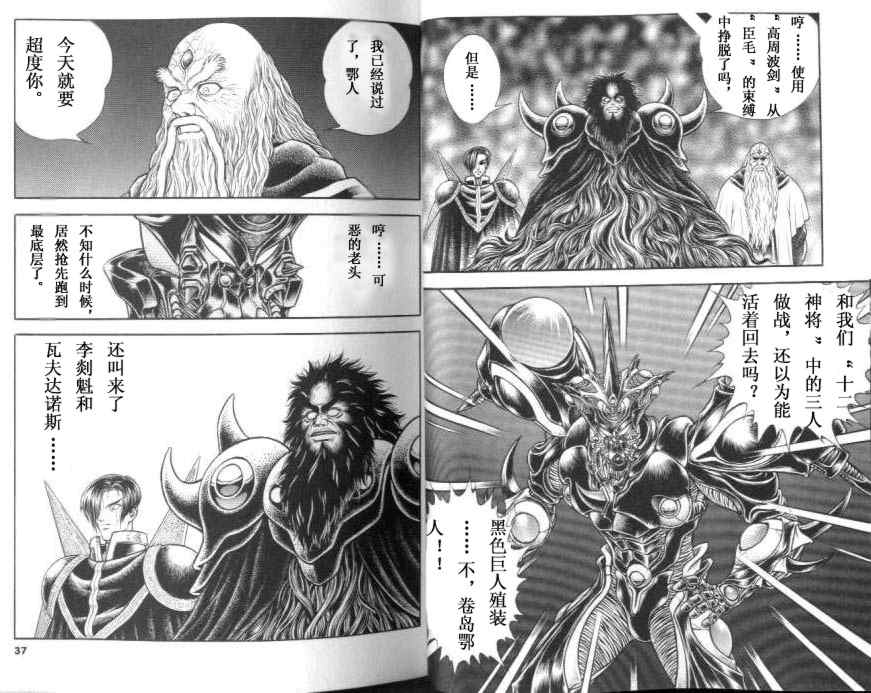 哼……使用
“高周波剑”从
“臣毛”的束缚
中挣脱了吗，
但是……
和我们“十二
神将”中的三人
做战，还以为能
活着回去吗？
黑色巨人殖装
……不，卷岛鄂
人！！
我已经说过
了，鄂人
今天就要
超度你。
哼……可
恶的老头
不知什么时候，
居然抢先跑到
最底层了。
还叫来了
李剡魁和
瓦夫达诺斯……
37